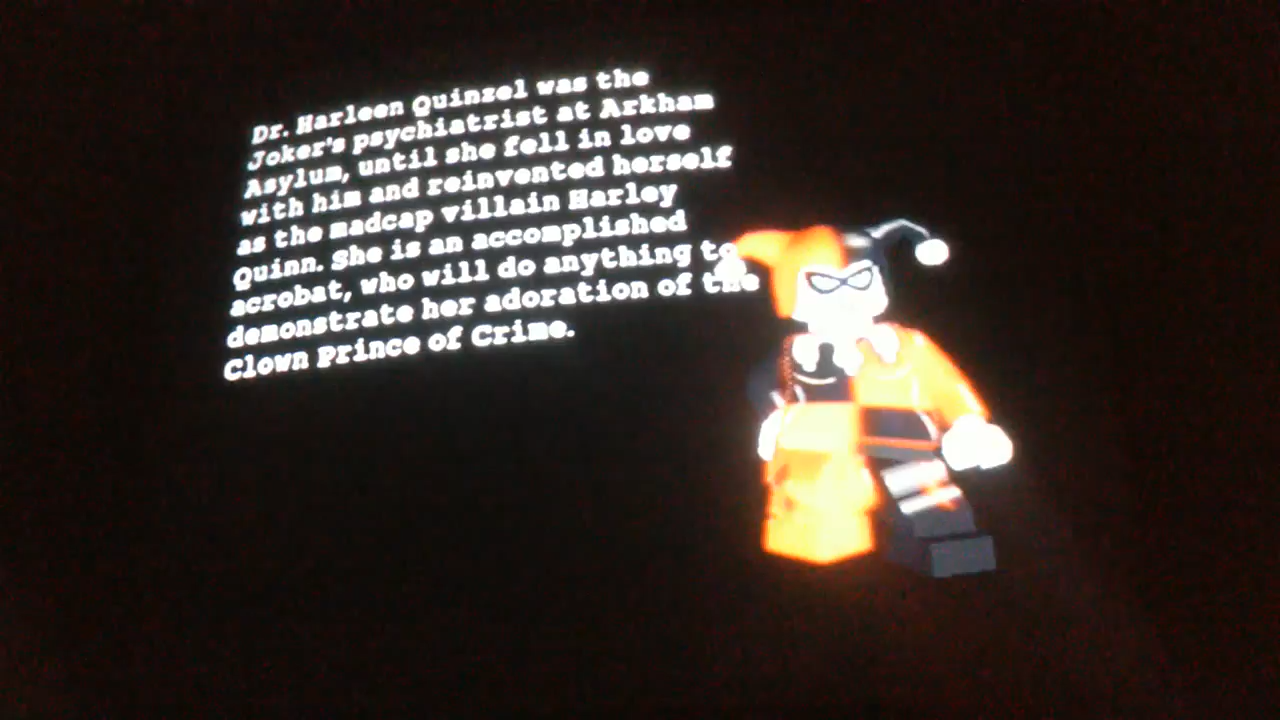 Dr. Harleen Quinzel was the
Joker's psychiatrist at Arkham
Asylum, until she fell in love
with him and reinvented herself
as the madcap villain Harley
Quinn. She is an accomplished
acrobat, who will do anything to
demonstrate her adoration of the
Clown Prince of Crime.